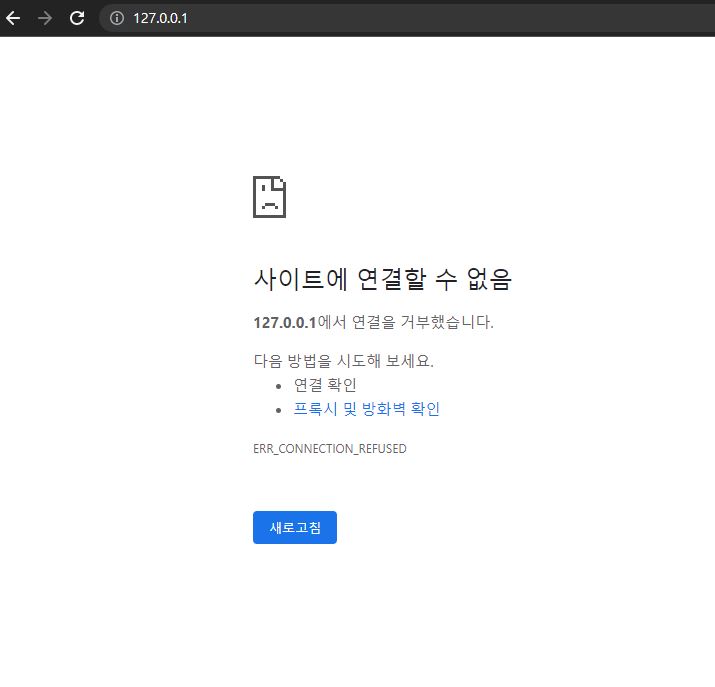 127.0.0.1
사이트에 연결할 수 없음
127.0.0.1에서 연결을 거부했습니다.
다음 방법을 시도해 보세요.
연결 확인
프록시 및 방화벽 확인
ERR_CONNECTION_REFUSED
새로고침